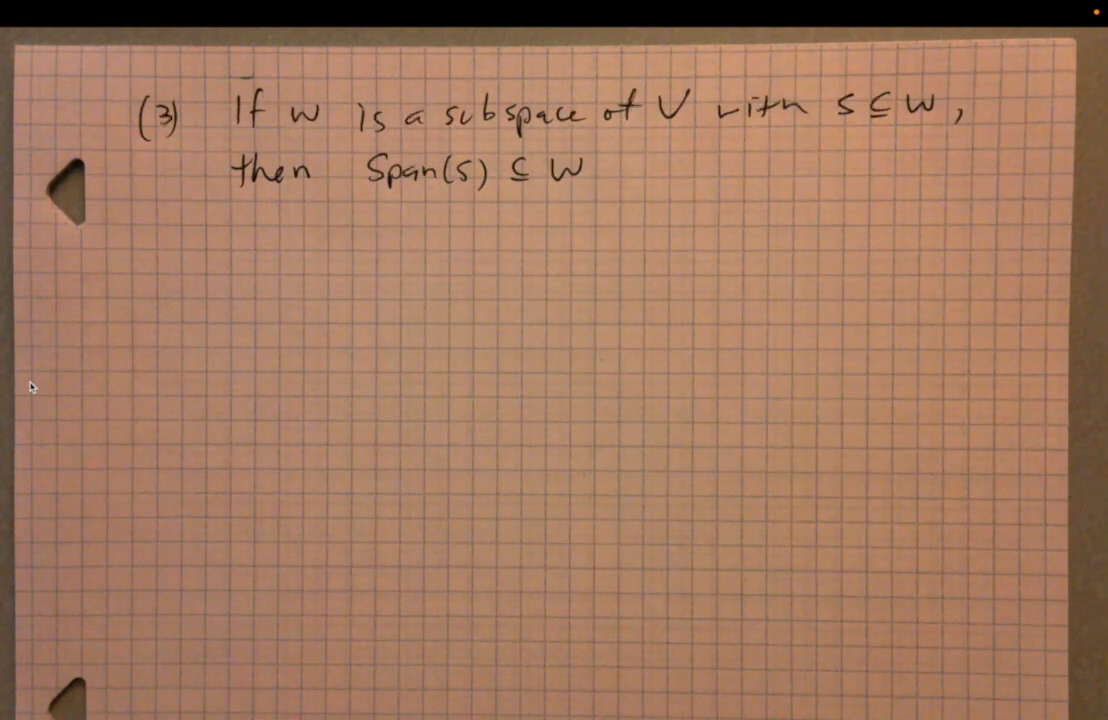 (3) If W is a subspace of V with S ⊆ W,
then Span(S) ⊆ W